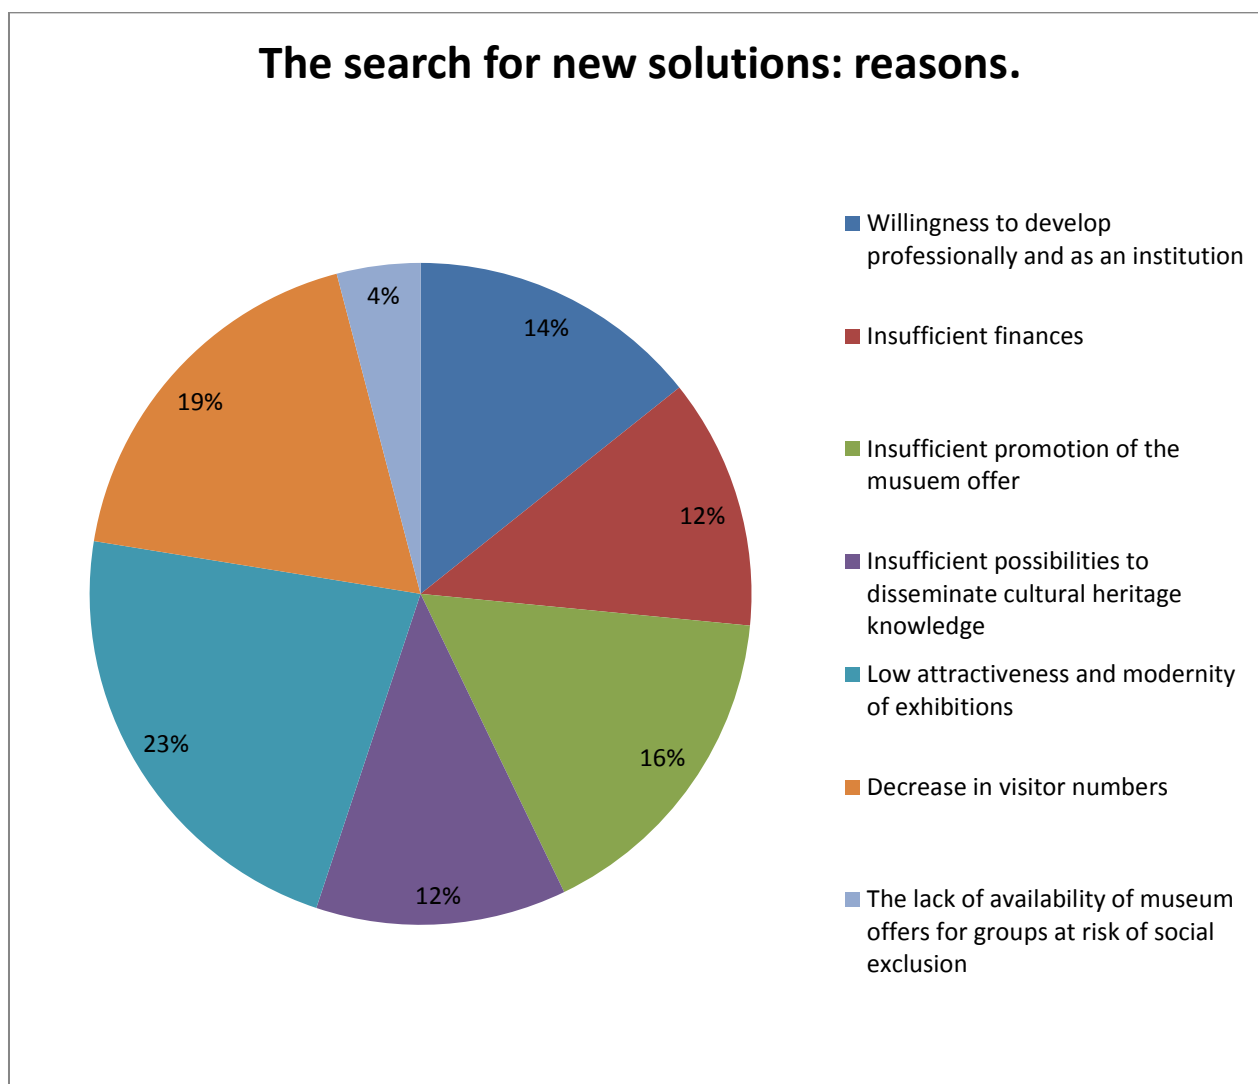 The search for new solutions: reasons.
4%
14%
19%
12%
23%
16%
12%
Willingness to develop
professionally and as an institution
Insufficient finances
Insufficient promotion of the
musuem offer
Insufficient possibilities to
disseminate cultural heritage
knowledge
Low attractiveness and modernity
of exhibitions
Decrease in visitor numbers
The lack of availability of museum
offers for groups at risk of social
exclusion